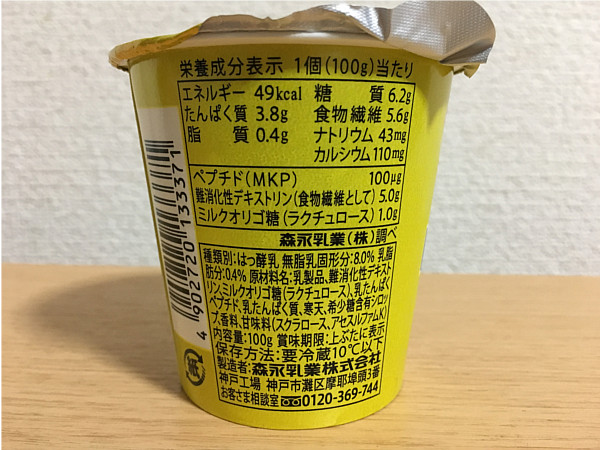 栄養成分表示 1個(100g)当たり
エネルギー 49kcal 糖質 6.2g
たんぱく質 3.8g 食物繊維 5.6g
脂質 0.4g ナトリウム 43mg
カルシウム 110mg
ペプチド(MKP) 100μg
難消化性デキストリン(食物繊維として) 5.0g
ミルクオリゴ糖(ラクチュロース) 1.0g
森永乳業(株)調べ
種類別:はっ酵乳 無脂乳固形分:8.0% 乳脂
肪分:0.4% 原材料名:乳製品、難消化性デキスト
リン、ミルクオリゴ糖(ラクチュロース)、乳たんぱく
ペプチド、乳たんぱく質、寒天、希少糖含有シロッ
プ、香料、甘味料(スクラロース、アセスルファムK)
内容量:100g 賞味期限:上ぶたに表示
保存方法:要冷蔵10℃以下
製造者:森永乳業株式会社
神戸工場 神戸市灘区摩耶埠頭3番
お客さま相談室 0120-369-744
4 902720 133371